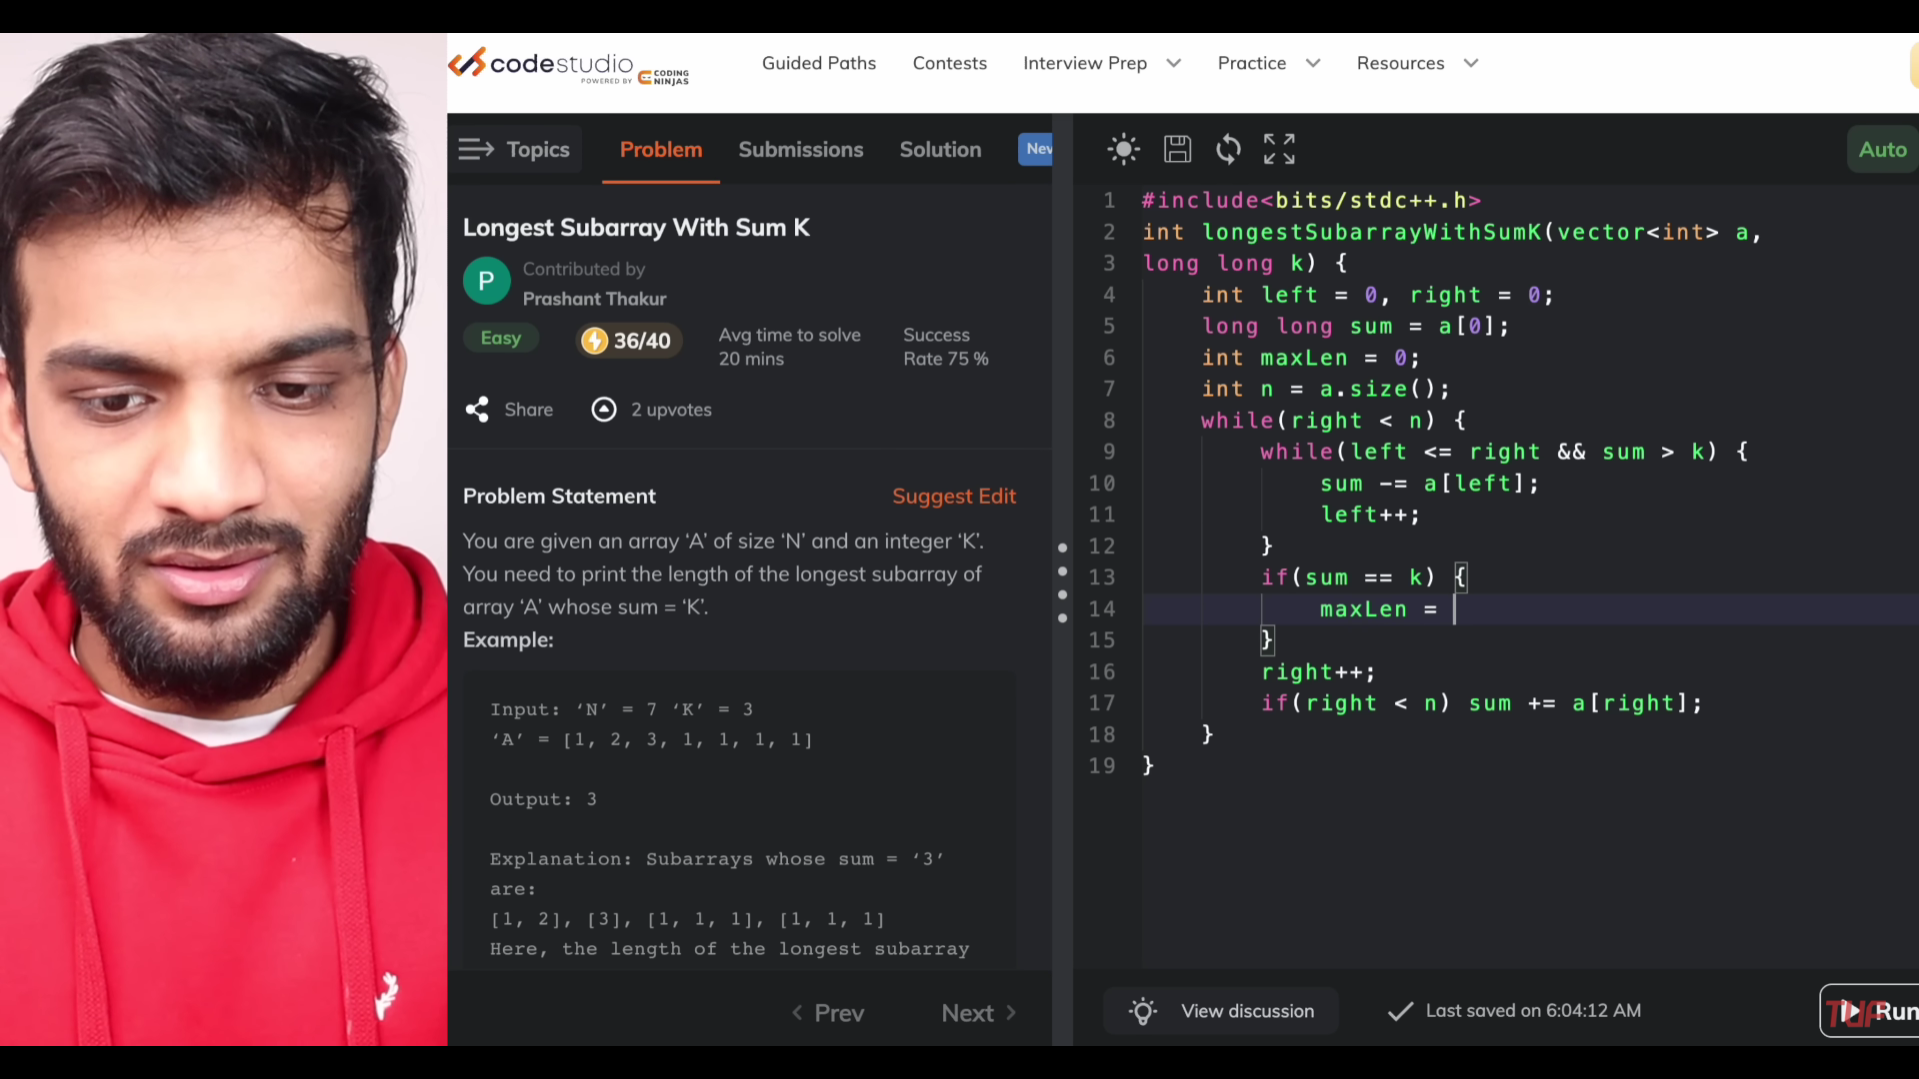 codestudio
POWERED BY CODING NINJAS
Guided Paths Contests Interview Prep Practice Resources
Topics Problem Submissions Solution New
Auto
Longest Subarray With Sum K
P
Contributed by
Prashant Thakur
Easy 36/40 Avg time to solve 20 mins Success Rate 75 %
Share 2 upvotes
Problem Statement Suggest Edit
You are given an array ‘A’ of size ‘N’ and an integer ‘K’.
You need to print the length of the longest subarray of
array ‘A’ whose sum = ‘K’.
Example:
Input: ‘N’ = 7 ‘K’ = 3
‘A’ = [1, 2, 3, 1, 1, 1, 1]
Output: 3
Explanation: Subarrays whose sum = ‘3’
are:
[1, 2], [3], [1, 1, 1], [1, 1, 1]
Here, the length of the longest subarray
Prev Next
1 #include<bits/stdc++.h>
2 int longestSubarrayWithSumK(vector<int> a,
3 long long k) {
4 int left = 0, right = 0;
5 long long sum = a[0];
6 int maxLen = 0;
7 int n = a.size();
8 while(right < n) {
9 while(left <= right && sum > k) {
10 sum -= a[left];
11 left++;
12 }
13 if(sum == k) {
14 maxLen =
15 }
16 right++;
17 if(right < n) sum += a[right];
18 }
19 }
View discussion Last saved on 6:04:12 AM Run
TUF